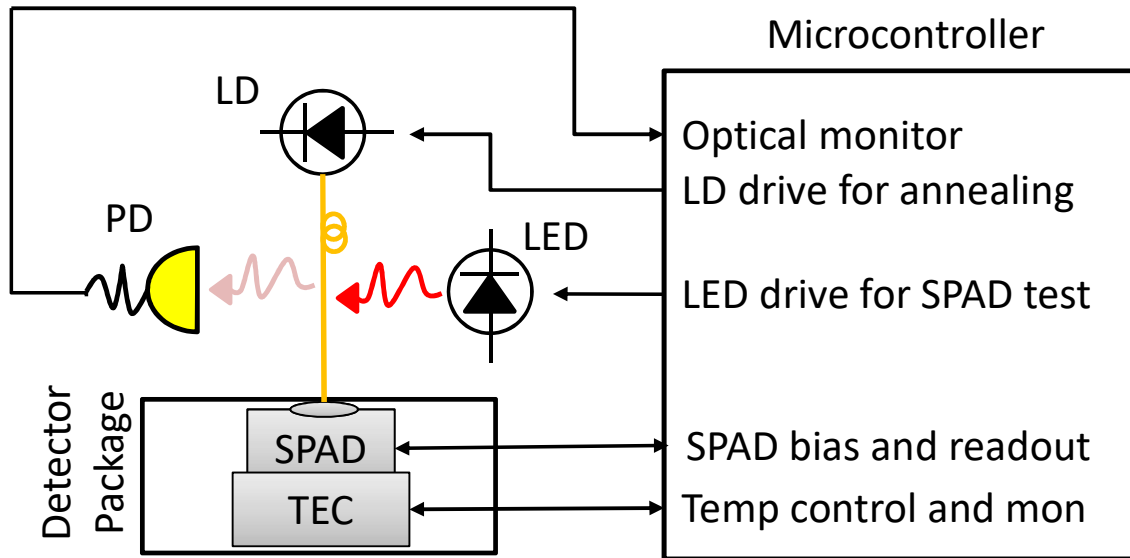 Microcontroller
LD
Optical monitor
LD drive for annealing
PD
LED
LED drive for SPAD test
Detector
Package
SPAD
SPAD bias and readout
TEC
Temp control and mon